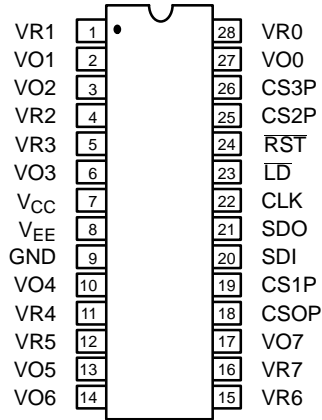 VR1 1 28 VR0
VO1 2 27 VO0
VO2 3 26 CS3P
VR2 4 25 CS2P
VR3 5 24 R̅S̅T̅
VO3 6 23 L̅D̅
VCC 7 22 CLK
VEE 8 21 SDO
GND 9 20 SDI
VO4 10 19 CS1P
VR4 11 18 CSOP
VR5 12 17 VO7
VO5 13 16 VR7
VO6 14 15 VR6